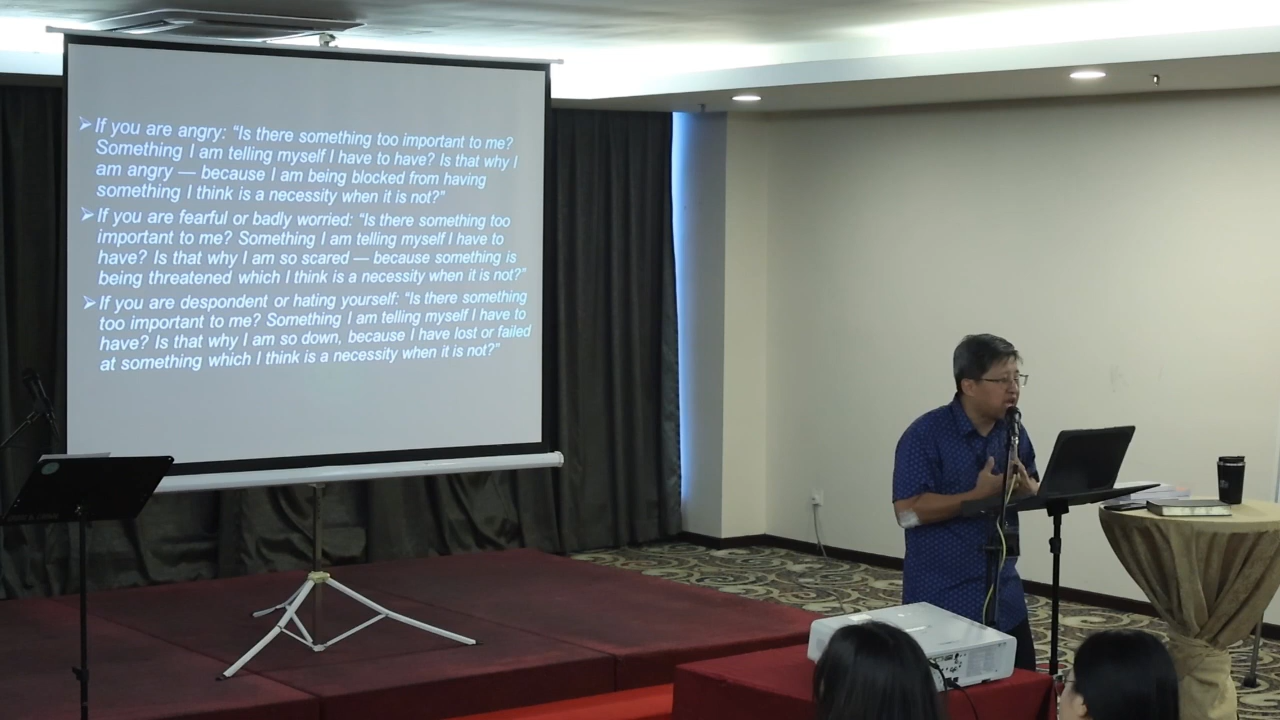 ➢If you are angry: “Is there something too important to me?
Something I am telling myself I have to have? Is that why I
am angry — because I am being blocked from having
something I think is a necessity when it is not?”
➢If you are fearful or badly worried: “Is there something too
important to me? Something I am telling myself I have to
have? Is that why I am so scared — because something is
being threatened which I think is a necessity when it is not?”
➢If you are despondent or hating yourself: “Is there something
too important to me? Something I am telling myself I have to
have? Is that why I am so down, because I have lost or failed
at something which I think is a necessity when it is not?”